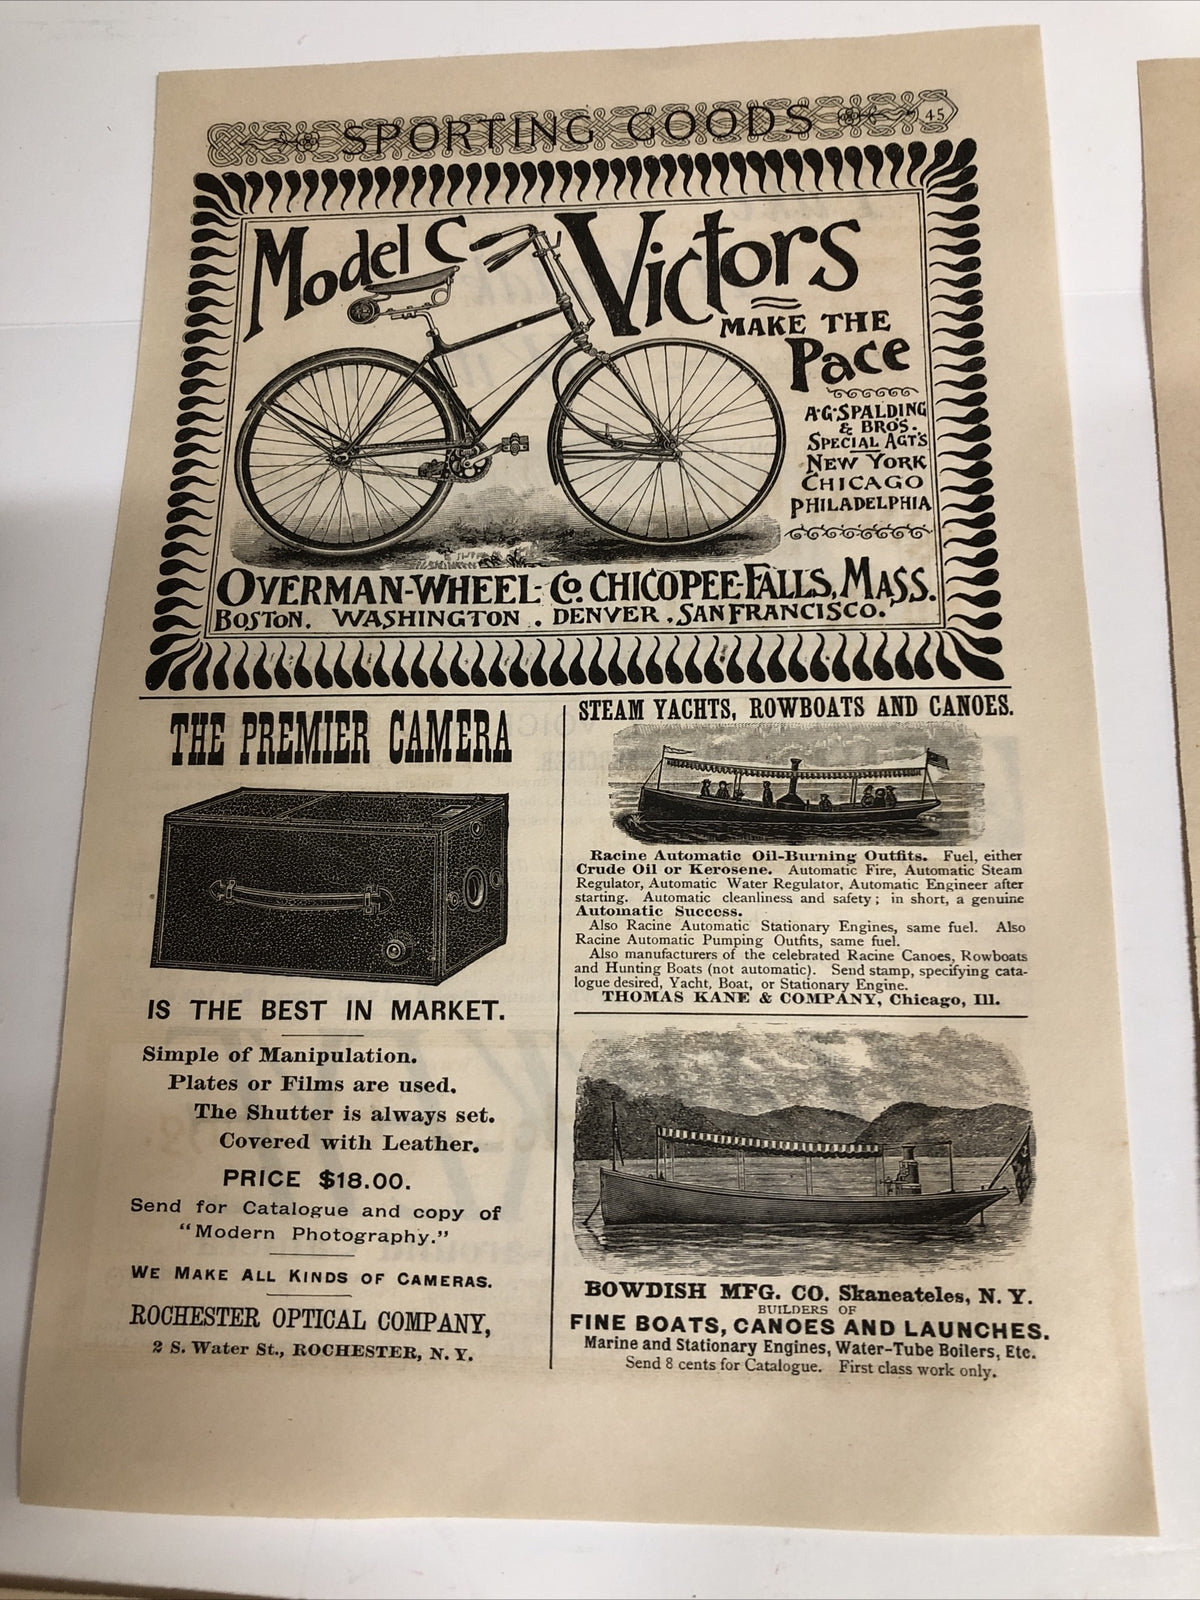 SPORTING GOODS
45
Model C Victors
MAKE THE
Pace
A·G·SPALDING
& BRO'S.
SPECIAL AGT'S
NEW YORK
CHICAGO
PHILADELPHIA
OVERMAN-WHEEL-Co. CHICOPEE-FALLS, MASS.
BOSTON. WASHINGTON. DENVER. SAN FRANCISCO.
THE PREMIER CAMERA
IS THE BEST IN MARKET.
Simple of Manipulation.
Plates or Films are used.
The Shutter is always set.
Covered with Leather.
PRICE $18.00.
Send for Catalogue and copy of
"Modern Photography."
WE MAKE ALL KINDS OF CAMERAS.
ROCHESTER OPTICAL COMPANY,
2 S. Water St., ROCHESTER, N. Y.
STEAM YACHTS, ROWBOATS AND CANOES.
Racine Automatic Oil-Burning Outfits. Fuel, either
Crude Oil or Kerosene. Automatic Fire, Automatic Steam
Regulator, Automatic Water Regulator, Automatic Engineer after
starting. Automatic cleanliness and safety; in short, a genuine
Automatic Success.
Also Racine Automatic Stationary Engines, same fuel. Also
Racine Automatic Pumping Outfits, same fuel.
Also manufacturers of the celebrated Racine Canoes, Rowboats
and Hunting Boats (not automatic). Send stamp, specifying cata-
logue desired, Yacht, Boat, or Stationary Engine.
THOMAS KANE & COMPANY, Chicago, Ill.
BOWDISH MFG. CO. Skaneateles, N. Y.
BUILDERS OF
FINE BOATS, CANOES AND LAUNCHES.
Marine and Stationary Engines, Water-Tube Boilers, Etc.
Send 8 cents for Catalogue. First class work only.